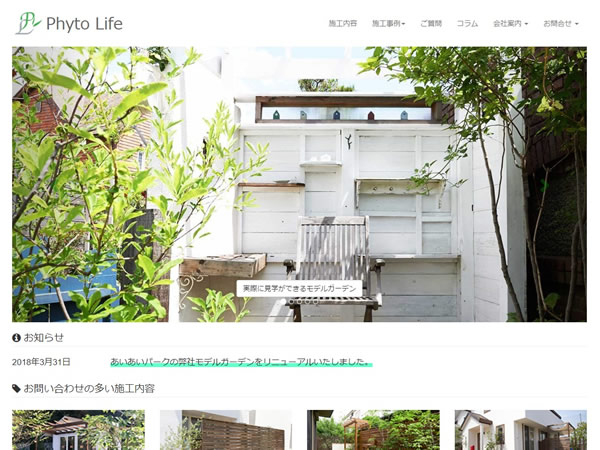 Phyto Life
施工内容 施工事例 ご質問 コラム 会社案内 お問合せ
実際に見学ができるモデルガーデン
お知らせ
2018年3月31日 あいあいパークの弊社モデルガーデンをリニューアルいたしました。
お問い合わせの多い施工内容